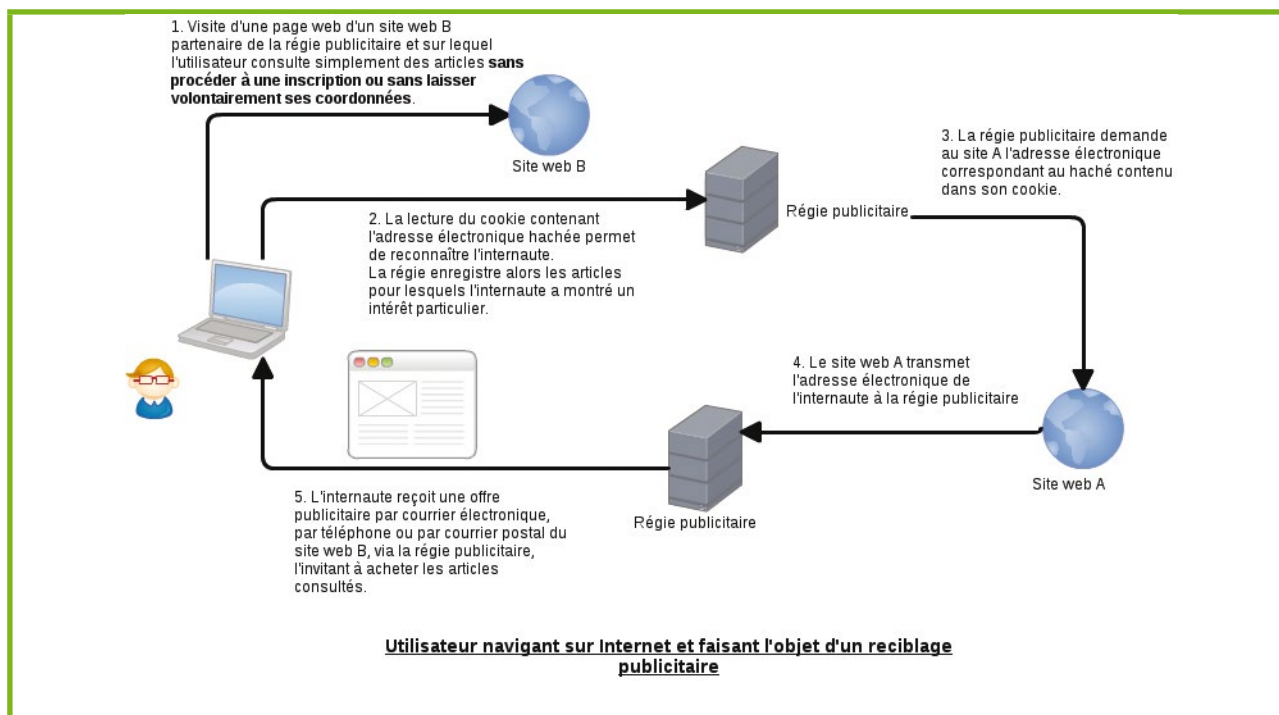 1. Visite d'une page web d'un site web B
partenaire de la régie publicitaire et sur lequel
l'utilisateur consulte simplement des articles sans
procéder à une inscription ou sans laisser
volontairement ses coordonnées.
Site web B
2. La lecture du cookie contenant
l'adresse électronique hachée permet
de reconnaître l'internaute.
La régie enregistre alors les articles
pour lesquels l'internaute a montré un
intérêt particulier.
Régie publicitaire
3. La régie publicitaire demande
au site A l'adresse électronique
correspondant au haché contenu
dans son cookie.
4. Le site web A transmet
l'adresse électronique de
l'internaute à la régie publicitaire
Site web A
Régie publicitaire
5. L'internaute reçoit une offre
publicitaire par courrier électronique,
par téléphone ou par courrier postal du
site web B, via la régie publicitaire,
l'invitant à acheter les articles
consultés.
Utilisateur navigant sur Internet et faisant l'objet d'un reciblage
publicitaire